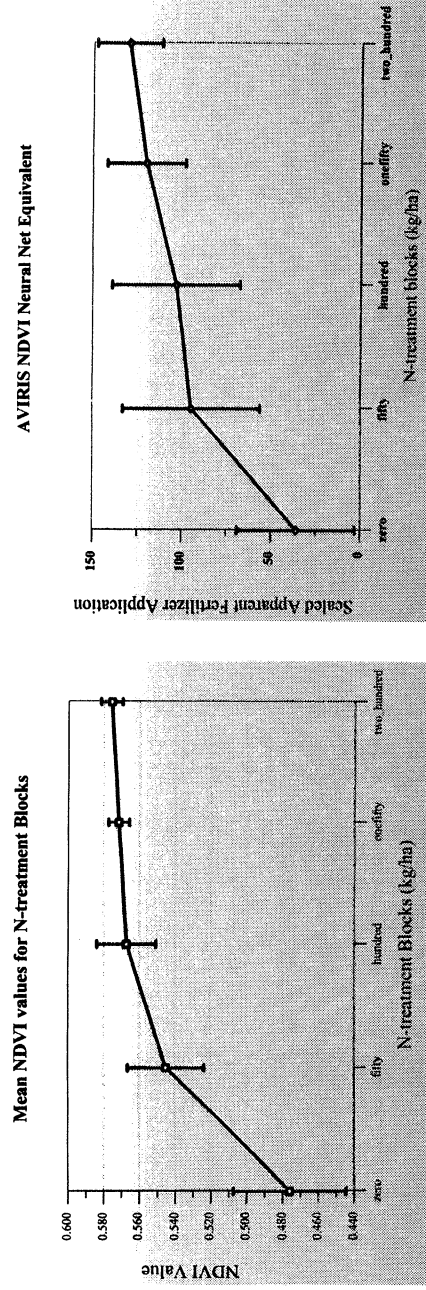 Mean NDVI values for N-treatment Blocks
NDVI Value
0.600
0.580
0.560
0.540
0.520
0.500
0.480
0.460
0.440
zero
fifty
hundred
onefifty
two_hundred
N-treatment Blocks (kg/ha)
AVIRIS NDVI Neural Net Equivalent
Scaled Apparent Fertilizer Application
150
100
50
0
zero
fifty
hundred
onefifty
two_hundred
N-treatment blocks (kg/ha)